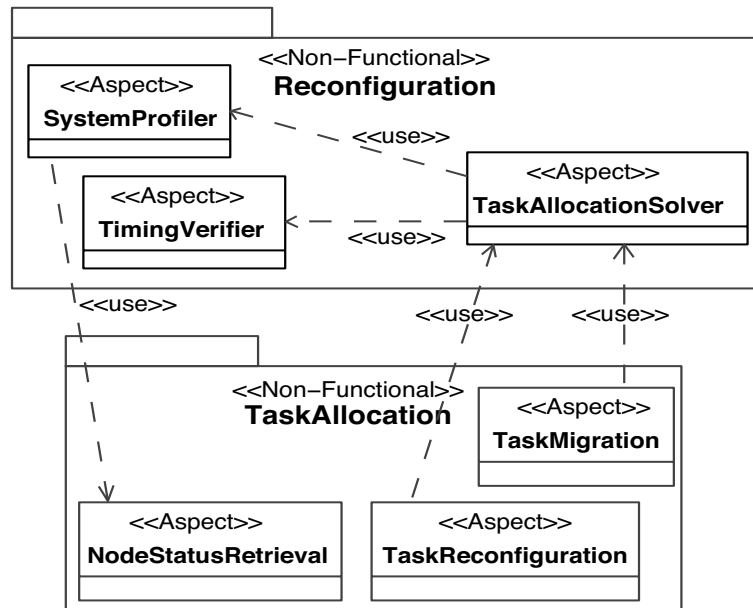 <<Non−Functional>>
Reconfiguration
<<Aspect>>
SystemProfiler
<<use>>
<<Aspect>>
TaskAllocationSolver
<<Aspect>>
TimingVerifier
<<use>>
<<use>>
<<use>>
<<use>>
<<Non−Functional>>
TaskAllocation
<<Aspect>>
TaskMigration
<<Aspect>>
NodeStatusRetrieval
<<Aspect>>
TaskReconfiguration